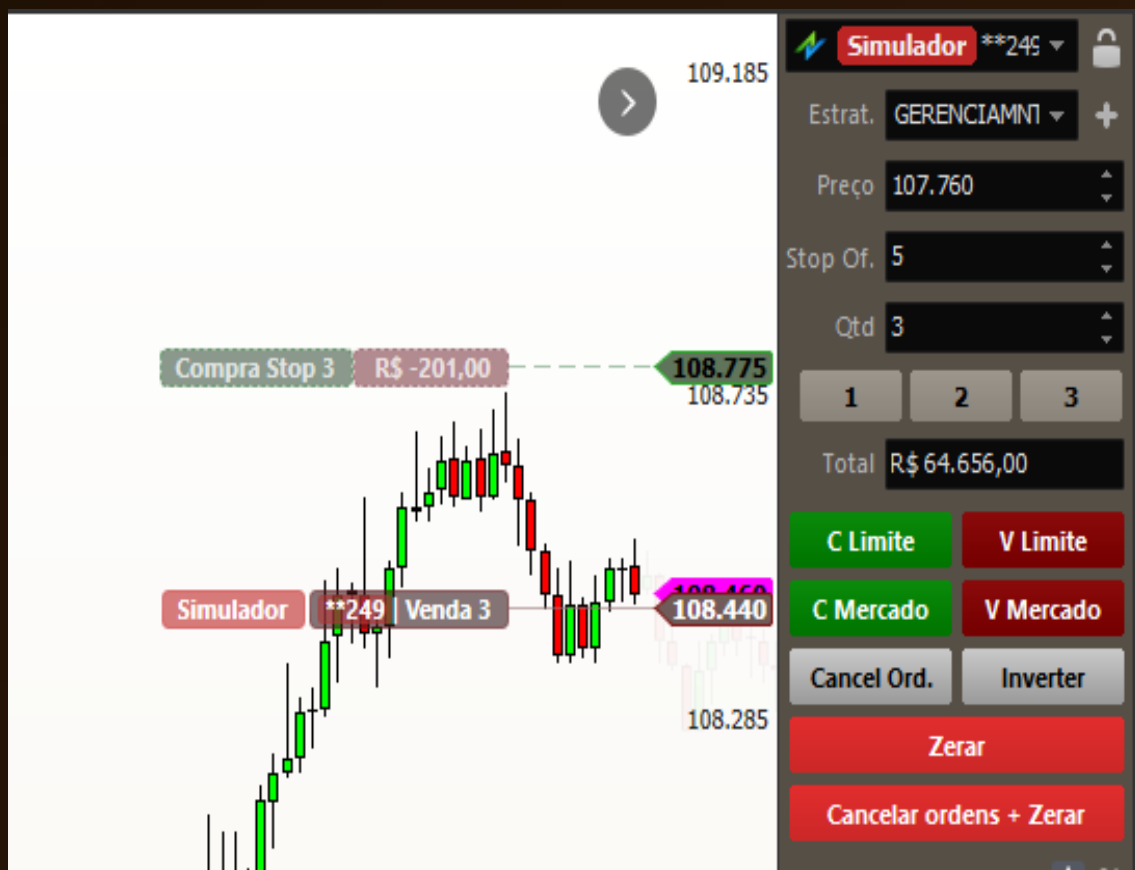 109.185
Compra Stop 3 R$ -201,00 108.775
108.735
108.460
Simulador **249 | Venda 3 108.440
108.285
Simulador **249
Estrat. GERENCIAMNT
Preço 107.760
Stop Of. 5
Qtd 3
1 2 3
Total R$ 64.656,00
C Limite V Limite
C Mercado V Mercado
Cancel Ord. Inverter
Zerar
Cancelar ordens + Zerar